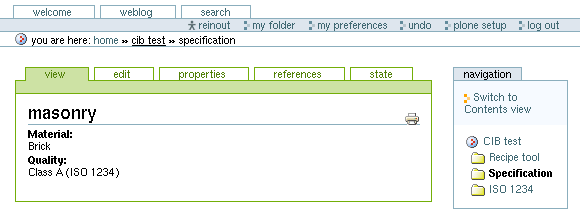 welcome weblog search
reinout my folder my preferences undo plone setup log out
you are here: home » cib test » specification
view edit properties references state
masonry
Material:
Brick
Quality:
Class A (ISO 1234)
navigation
Switch to
Contents view
CIB test
Recipe tool
Specification
ISO 1234